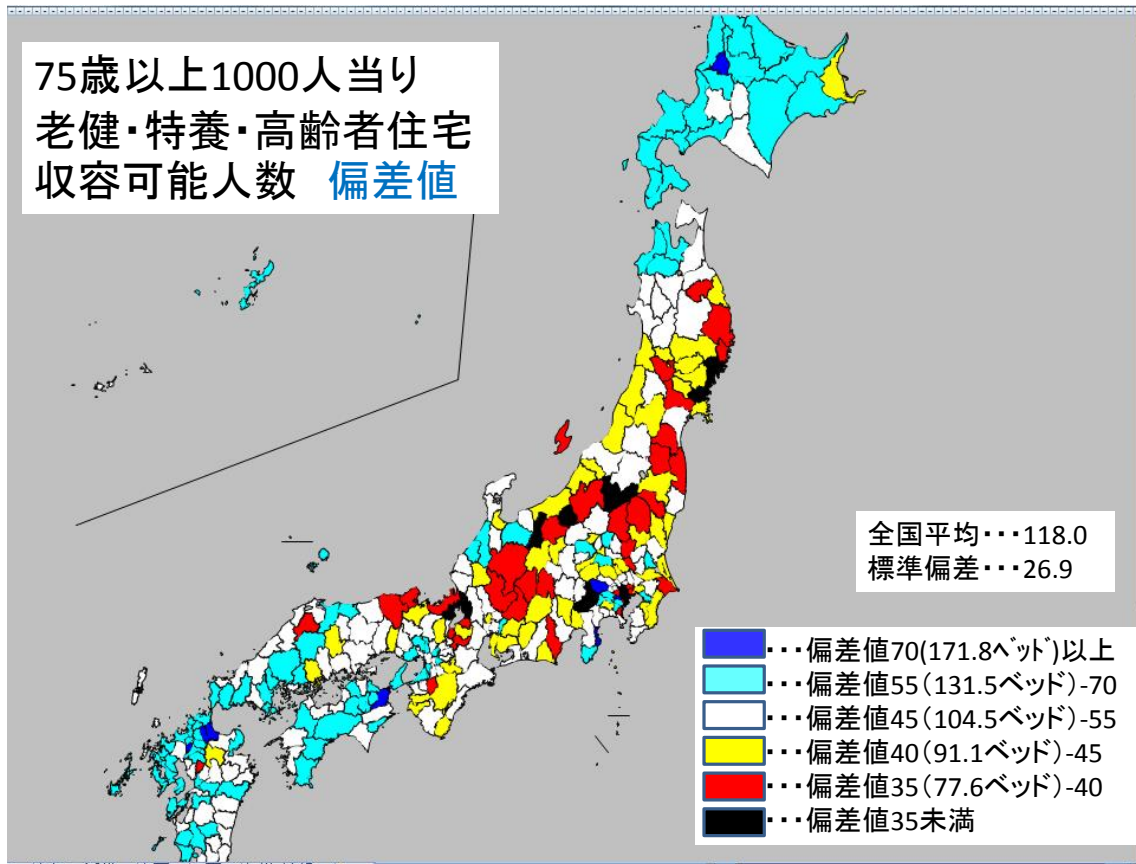 75歳以上1000人当り
老健・特養・高齢者住宅
収容可能人数　偏差値
全国平均・・・118.0
標準偏差・・・26.9
・・・偏差値70(171.8ﾍﾞｯﾄﾞ)以上
・・・偏差値55（131.5ベッド）-70
・・・偏差値45（104.5ベッド）-55
・・・偏差値40（91.1ベッド）-45
・・・偏差値35（77.6ベッド）-40
・・・偏差値35未満